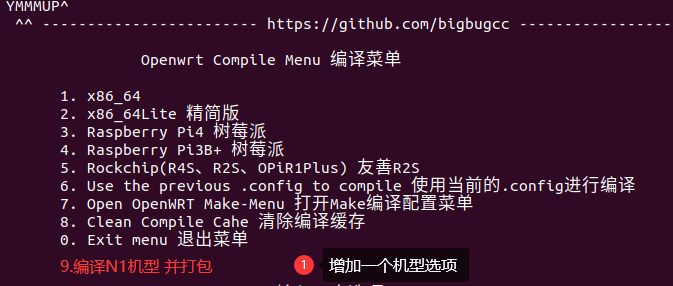 YMMMUP^
^^ ------------------------ https://github.com/bigbugcc -----------------
Openwrt Compile Menu 编译菜单
1. x86_64
2. x86_64Lite 精简版
3. Raspberry Pi4 树莓派
4. Raspberry Pi3B+ 树莓派
5. Rockchip(R4S、R2S、OPiR1Plus) 友善R2S
6. Use the previous .config to compile 使用当前的.config进行编译
7. Open OpenWRT Make-Menu 打开Make编译配置菜单
8. Clean Compile Cahe 清除编译缓存
0. Exit menu 退出菜单
9.编译N1机型 并打包 1 增加一个机型选项